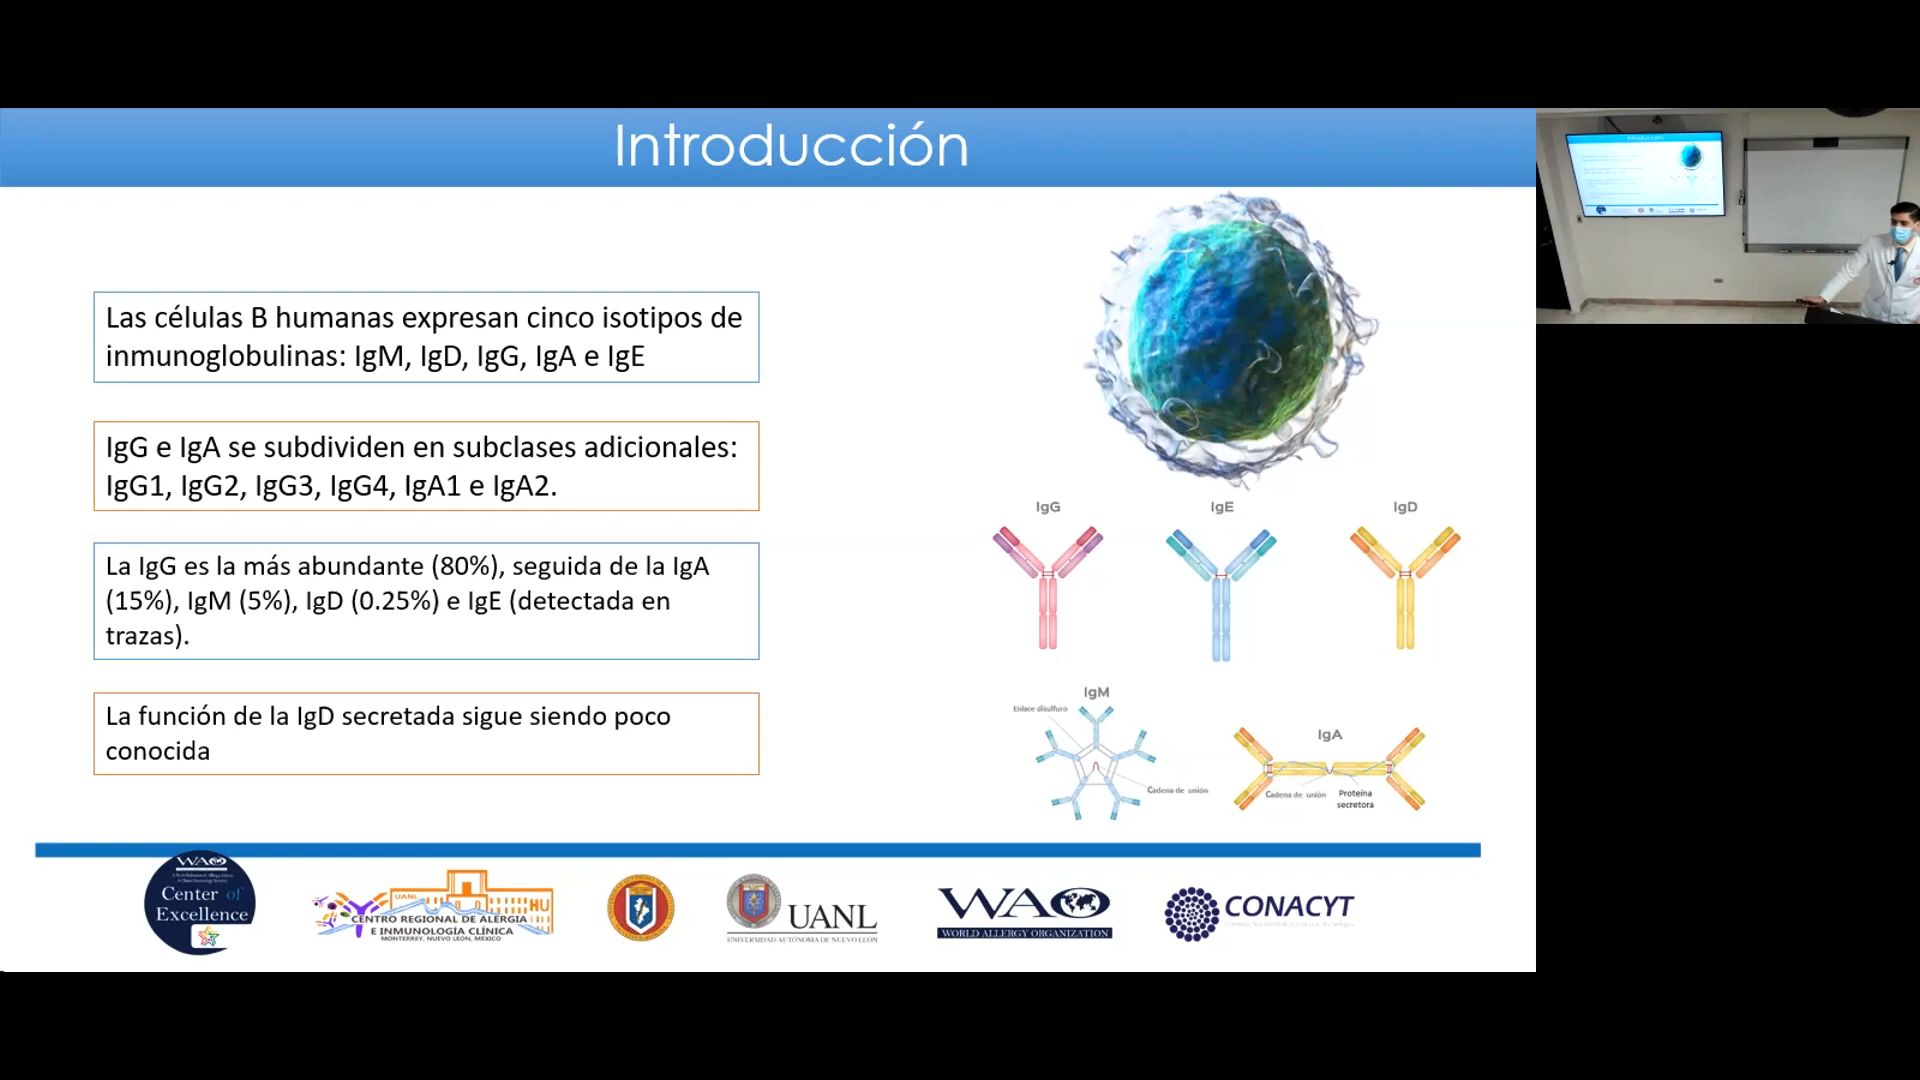 Introducción
Las células B humanas expresan cinco isotipos de
inmunoglobulinas: IgM, IgD, IgG, IgA e IgE
IgG e IgA se subdividen en subclases adicionales:
IgG1, IgG2, IgG3, IgG4, IgA1 e IgA2.
La IgG es la más abundante (80%), seguida de la IgA
(15%), IgM (5%), IgD (0.25%) e IgE (detectada en
trazas).
La función de la IgD secretada sigue siendo poco
conocida
IgG
IgE
IgD
IgM
Enlace disulfuro
Cadena de unión
IgA
Cadena de unión
Proteína
secretora
WAO
Center of
Excellence
UANL
HU
CENTRO REGIONAL DE ALERGIA
E INMUNOLOGÍA CLÍNICA
MONTERREY, NUEVO LEÓN, MÉXICO
UANL
UNIVERSIDAD AUTÓNOMA DE NUEVO LEÓN
WAO
WORLD ALLERGY ORGANIZATION
CONACYT
Introducción